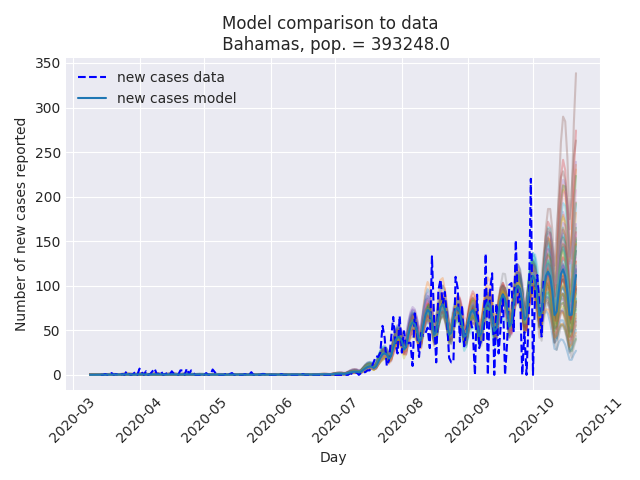 Model comparison to data
Bahamas, pop. = 393248.0
new cases data
new cases model
Number of new cases reported
350
300
250
200
150
100
50
0
2020-03
2020-04
2020-05
2020-06
2020-07
2020-08
2020-09
2020-10
2020-11
Day